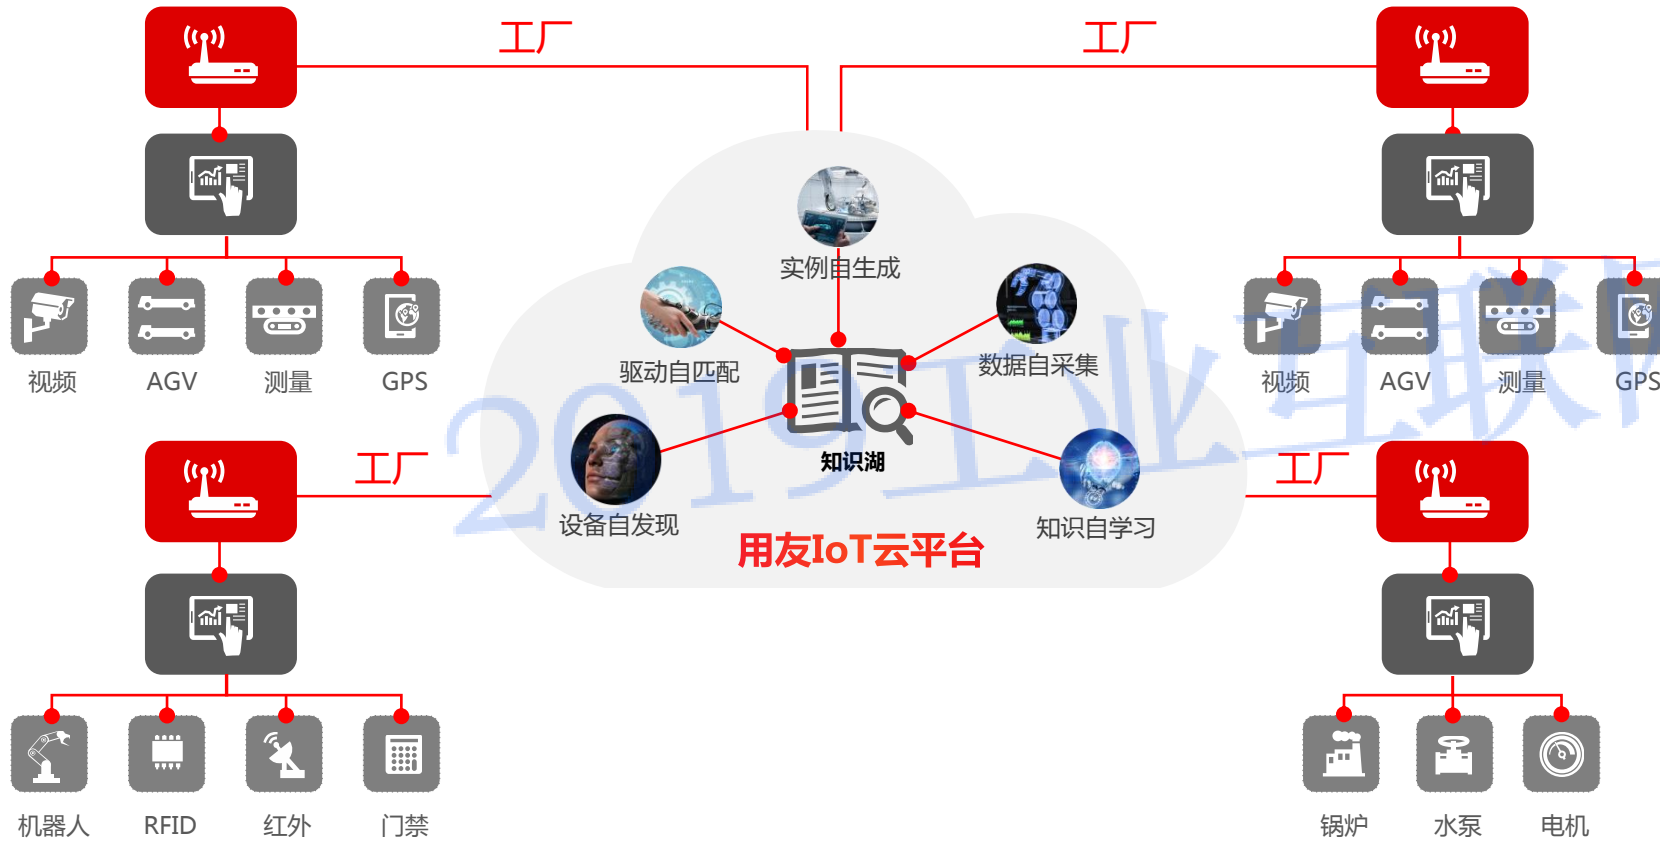 工厂
工厂
实例自生成
驱动自匹配
数据自采集
视频
AGV
测量
GPS
视频
AGV
测量
GPS
知识湖
设备自发现
知识自学习
工厂
工厂
用友IoT云平台
机器人
RFID
红外
门禁
锅炉
水泵
电机
2019工业互联网